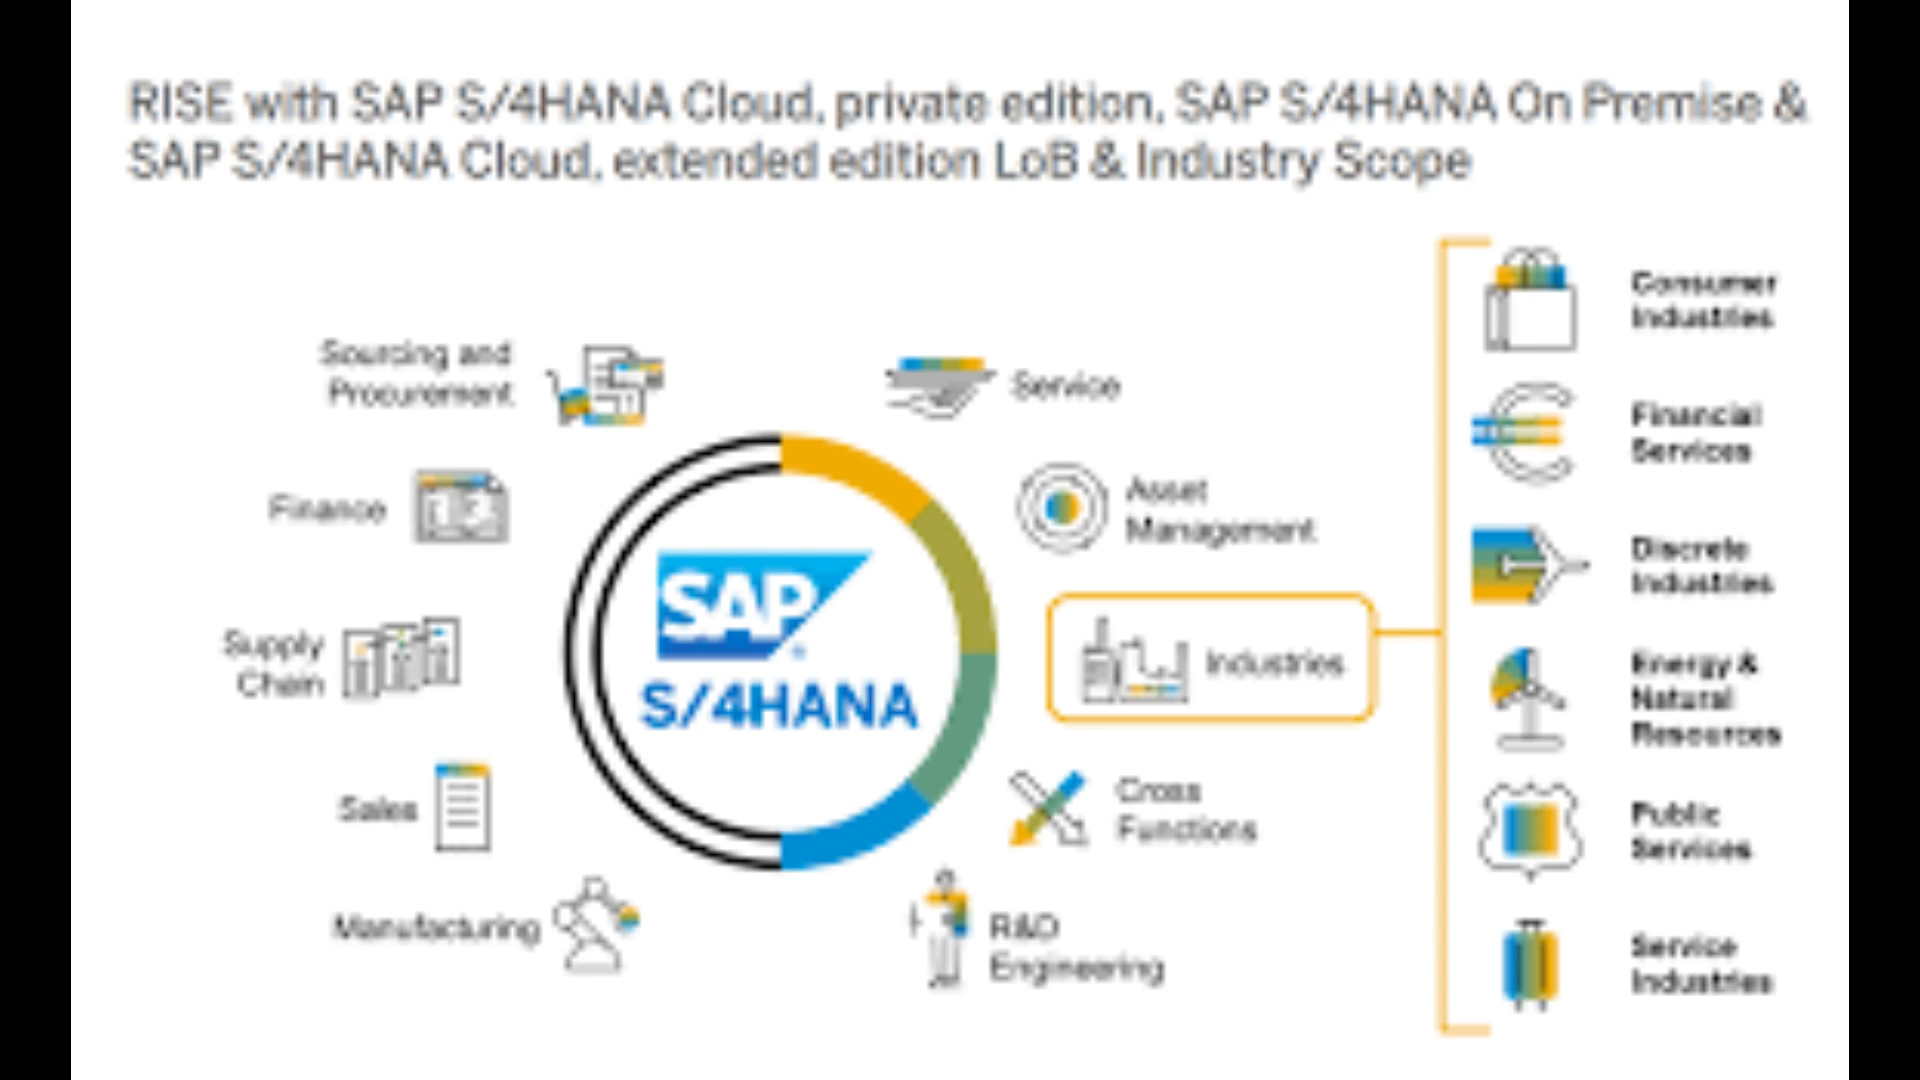 RISE with SAP S/4HANA Cloud, private edition, SAP S/4HANA On Premise &
SAP S/4HANA Cloud, extended edition LoB & Industry Scope
Sourcing and
Procurement
Finance
Supply
Chain
Sales
Manufacturing
SAP®
S/4HANA
Service
Asset
Management
Industries
Cross
Functions
R&D
Engineering
Consumer
Industries
Financial
Services
Discrete
Industries
Energy &
Natural
Resources
Public
Services
Service
Industries